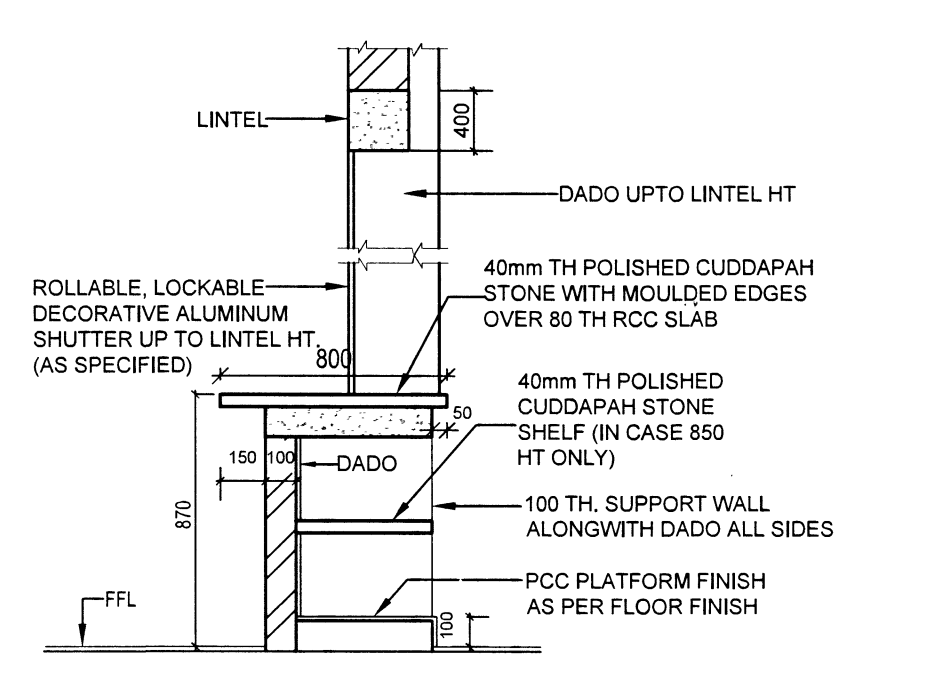 LINTEL
400
DADO UPTO LINTEL HT
40mm TH POLISHED CUDDAPAH
STONE WITH MOULDED EDGES
OVER 80 TH RCC SLAB
ROLLABLE, LOCKABLE
DECORATIVE ALUMINUM
SHUTTER UP TO LINTEL HT.
(AS SPECIFIED)
800
40mm TH POLISHED
CUDDAPAH STONE
SHELF (IN CASE 850
HT ONLY)
50
150
100
DADO
870
100 TH. SUPPORT WALL
ALONGWITH DADO ALL SIDES
PCC PLATFORM FINISH
AS PER FLOOR FINISH
100
FFL